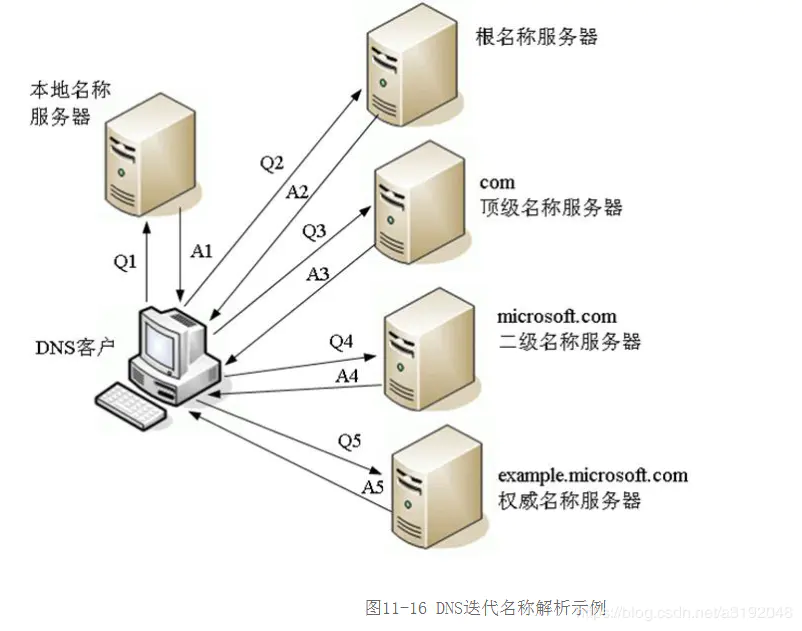 根名称服务器
本地名称
服务器
Q2
A2
com
顶级名称服务器
Q3
A3
Q1
A1
microsoft.com
二级名称服务器
DNS客户
Q4
A4
Q5
A5
example.microsoft.com
权威名称服务器
图11-16 DNS迭代名称解析示例
https://blog.csdn.net/a3192048